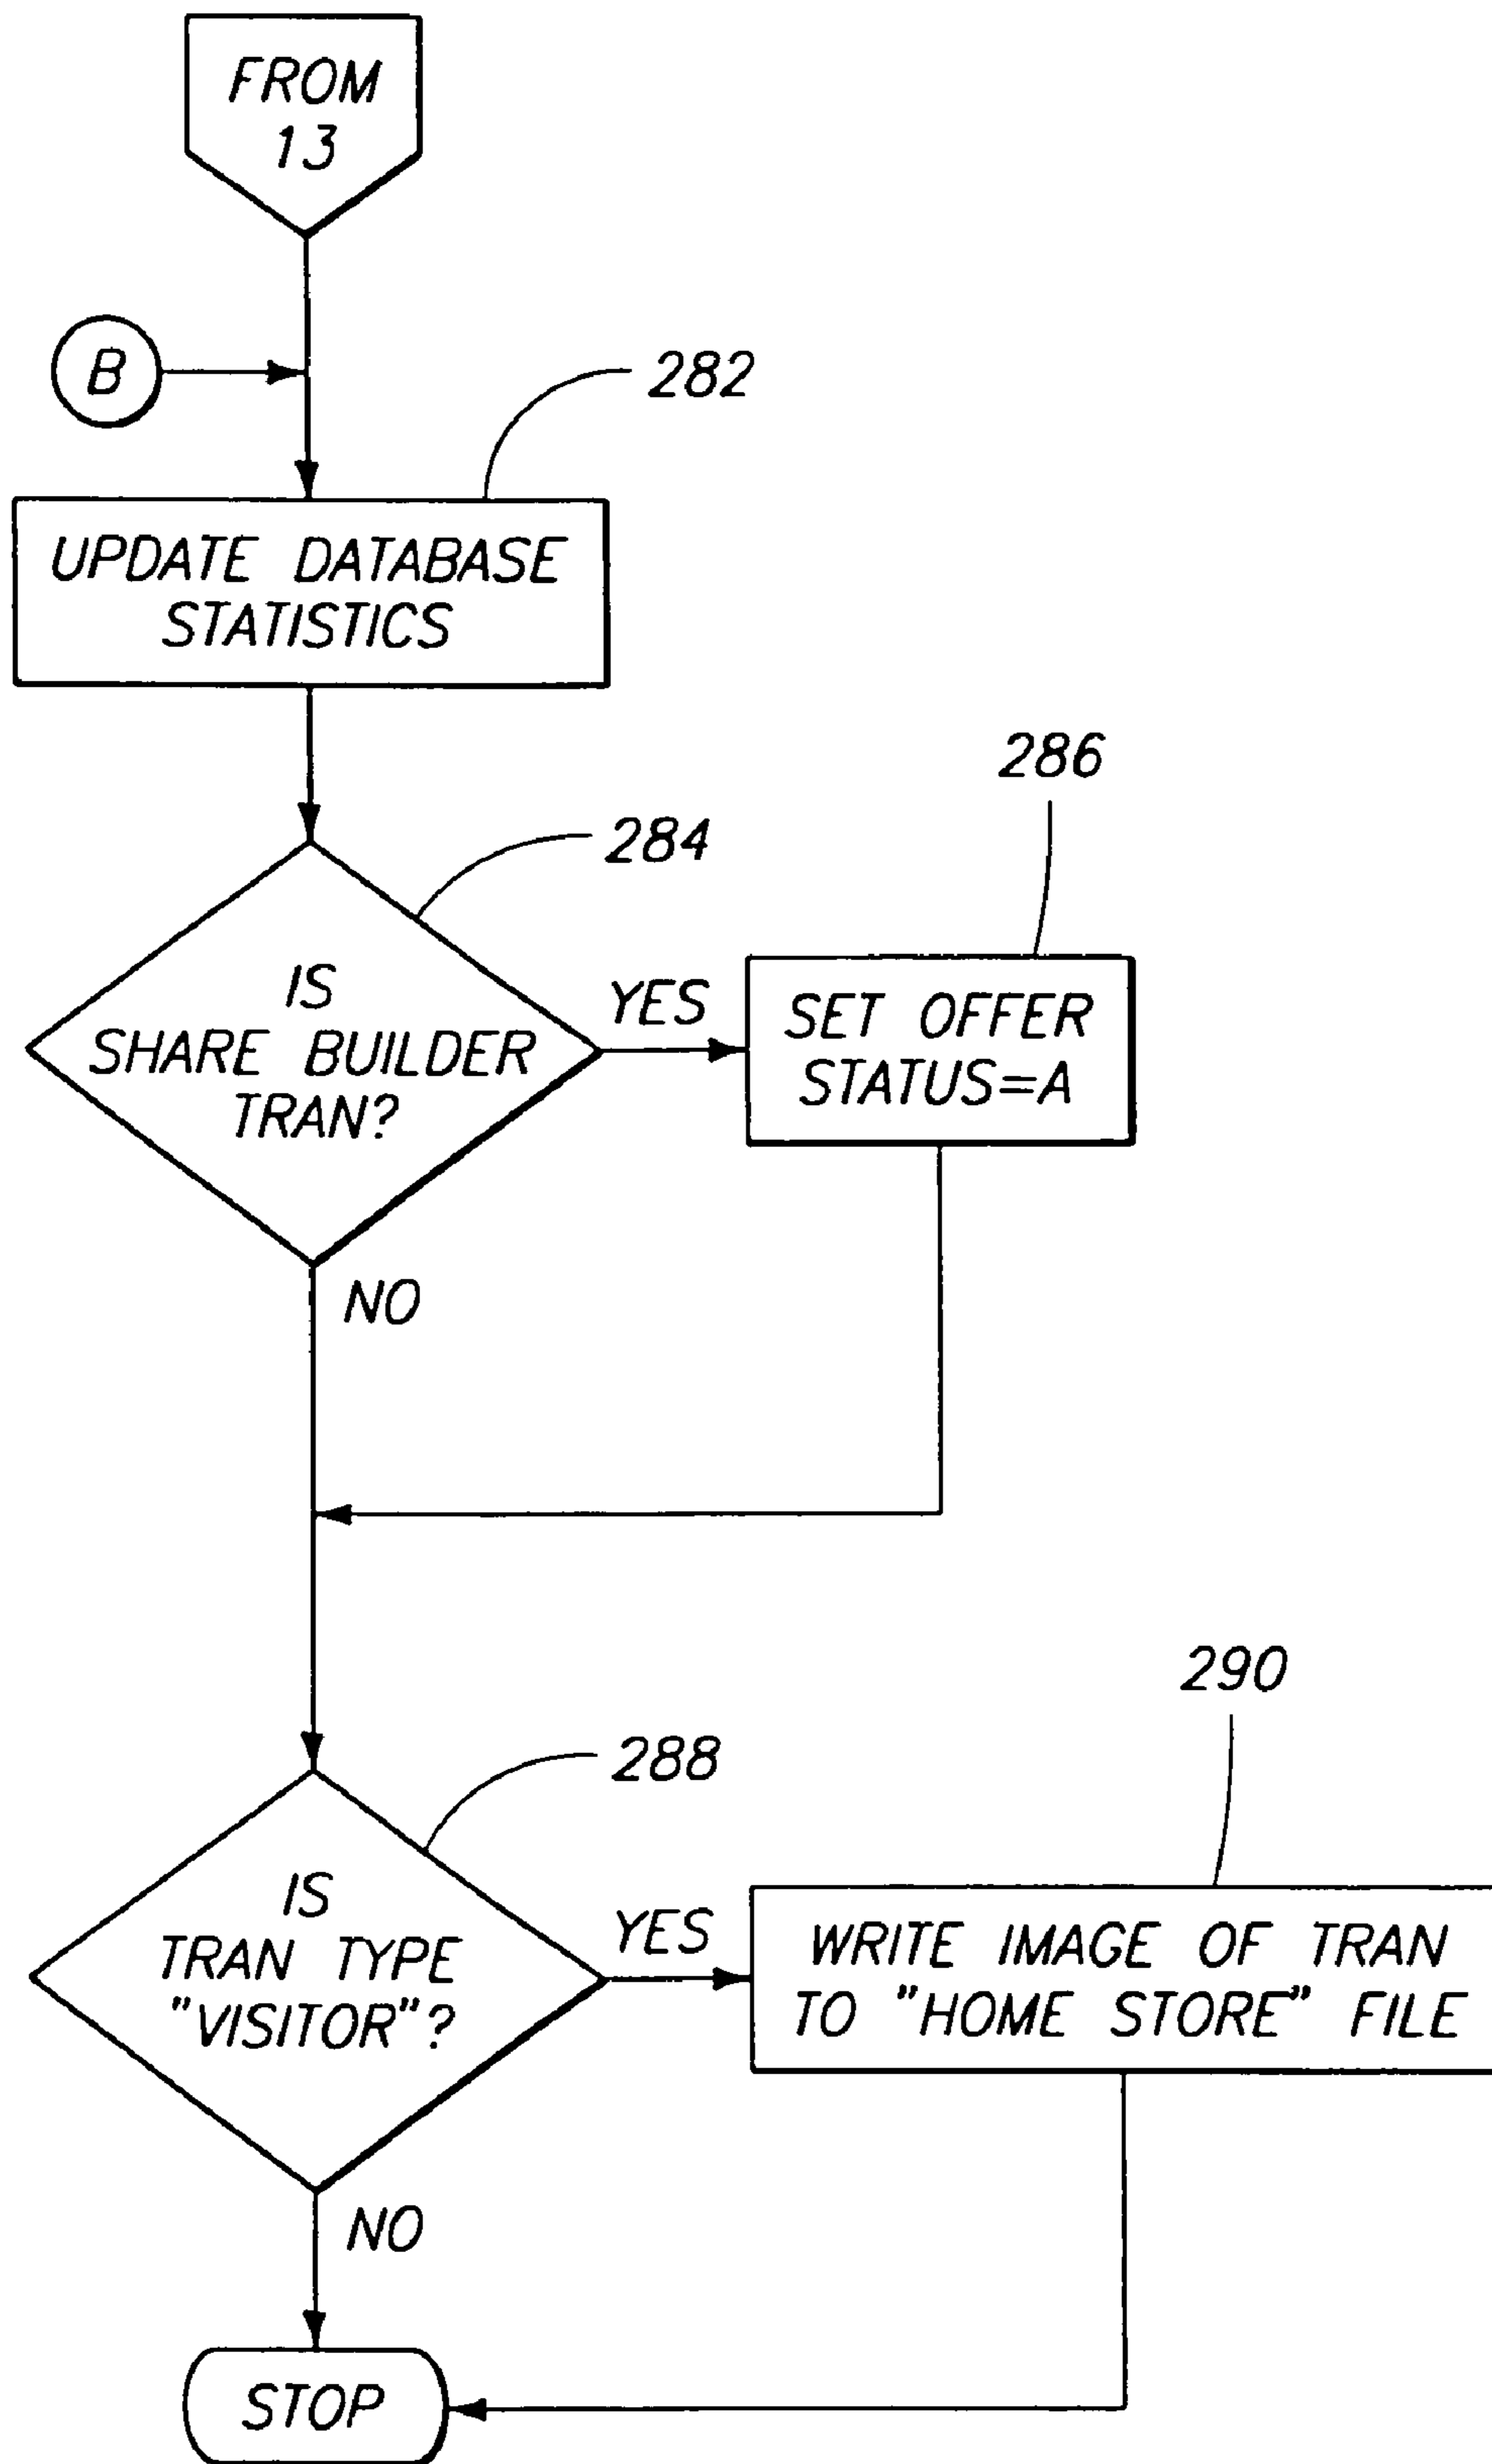 FROM
13
B
282
UPDATE DATABASE
STATISTICS
286
284
IS
SHARE BUILDER
TRAN?
YES
SET OFFER
STATUS=A
NO
290
288
IS
TRAN TYPE
"VISITOR"?
YES
WRITE IMAGE OF TRAN
TO "HOME STORE" FILE
NO
STOP